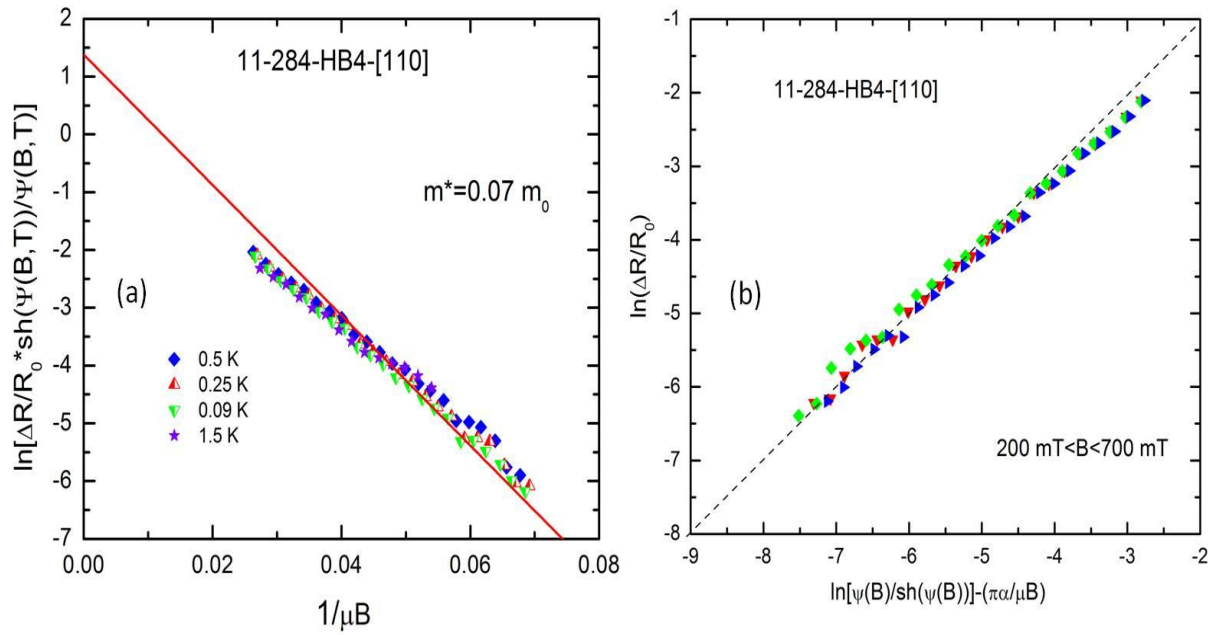 ln[ΔR/R0*sh(Ψ(B,T))/Ψ(B,T)]
2
1
0
-1
-2
-3
-4
-5
-6
-7
11-284-HB4-[110]
m*=0.07 m0
(a)
0.5 K
0.25 K
0.09 K
1.5 K
0.00 0.02 0.04 0.06 0.08
1/μB
ln(ΔR/R0)
-1
-2
-3
-4
-5
-6
-7
-8
11-284-HB4-[110]
(b)
200 mT<B<700 mT
-9 -8 -7 -6 -5 -4 -3 -2
ln[ψ(B)/sh(ψ(B))]-(πα/μB)